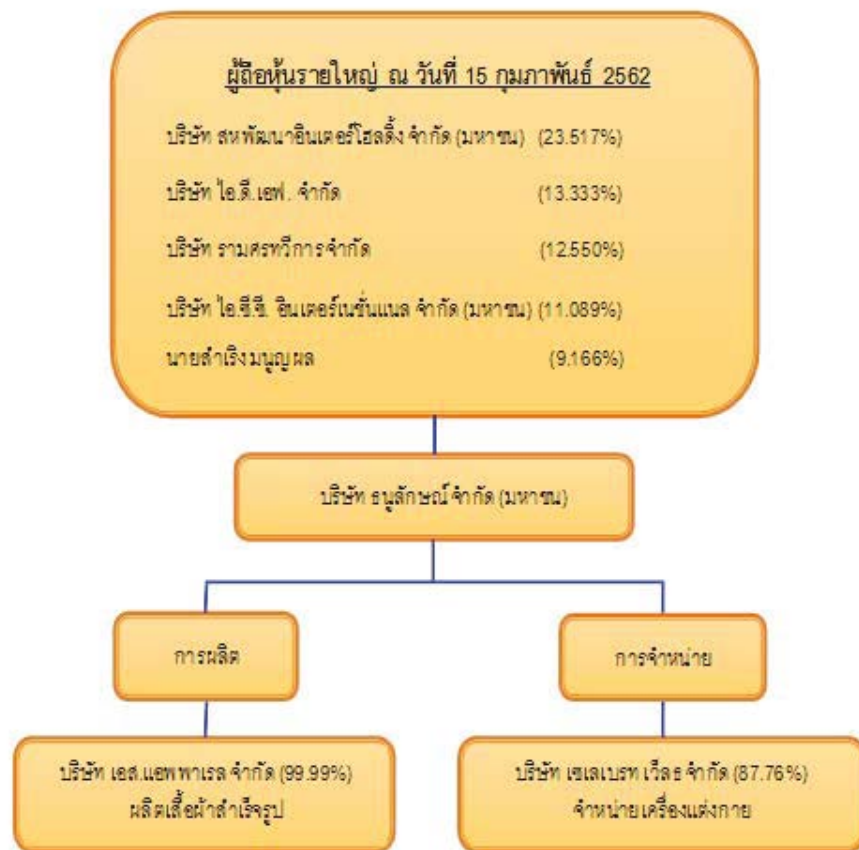 ผู้ถือหุ้นรายใหญ่ ณ วันที่ 15 กุมภาพันธ์ 2562
บริษัท สหพัฒนาอินเตอร์โฮลดิ้ง จำกัด (มหาชน) (23.517%)
บริษัท ไอ.ดี.เอฟ. จำกัด (13.333%)
บริษัท รามศรทวีการ จำกัด (12.550%)
บริษัท ไอ.ซี.ซี. อินเตอร์เนชั่นแนล จำกัด (มหาชน) (11.089%)
นายสำเริง มนูญผล (9.166%)
บริษัท ธนูลักษณ์ จำกัด (มหาชน)
การผลิต
การจำหน่าย
บริษัท เอส.แอพพาเรล จำกัด (99.99%)
ผลิตเสื้อผ้าสำเร็จรูป
บริษัท เซเลเบรท เว็ลธ จำกัด (87.76%)
จำหน่ายเครื่องแต่งกาย